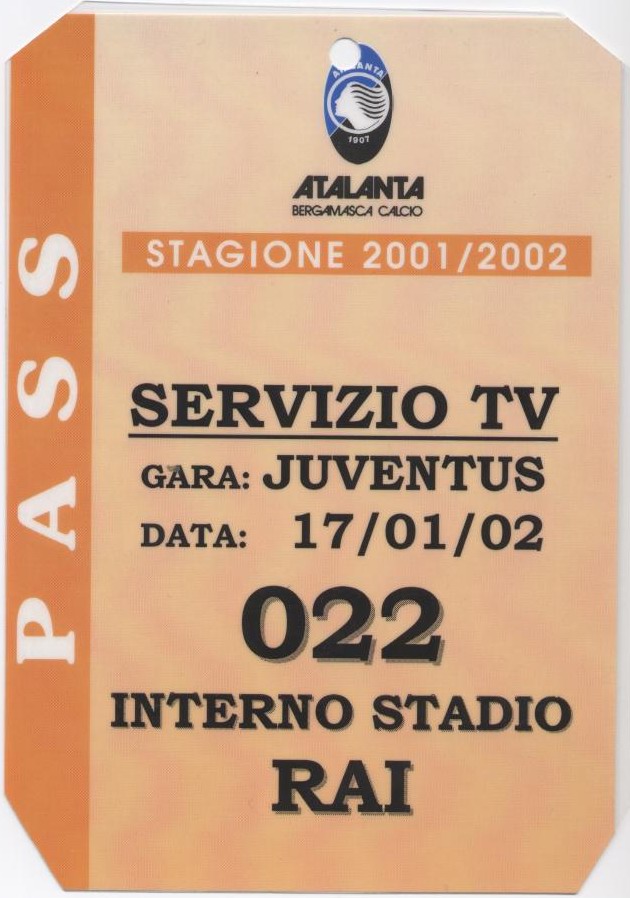 ATALANTA
1907
ATALANTA
BERGAMASCA CALCIO
STAGIONE 2001/2002
PASS
SERVIZIO TV
GARA: JUVENTUS
DATA: 17/01/02
022
INTERNO STADIO
RAI